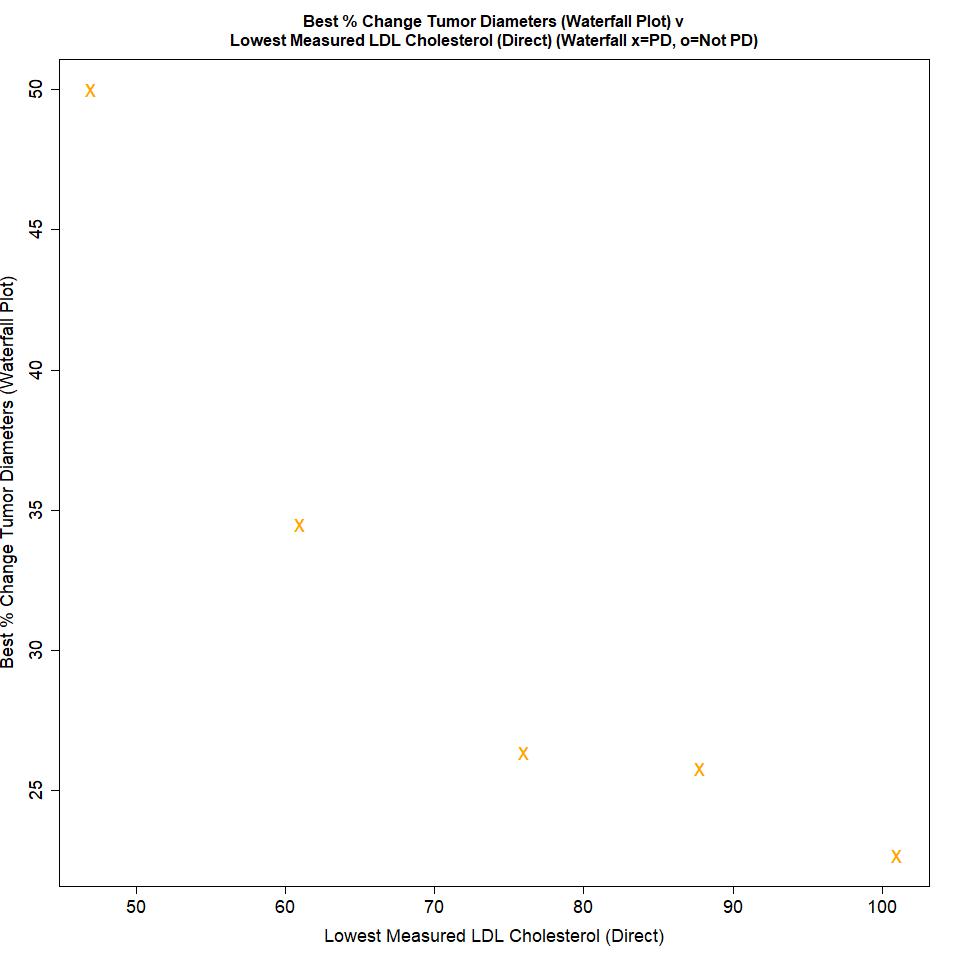 Best % Change Tumor Diameters (Waterfall Plot) v
Lowest Measured LDL Cholesterol (Direct) (Waterfall x=PD, o=Not PD)
Best % Change Tumor Diameters (Waterfall Plot)
50
45
40
35
30
25
X
X
X
X
X
50
60
70
80
90
100
Lowest Measured LDL Cholesterol (Direct)